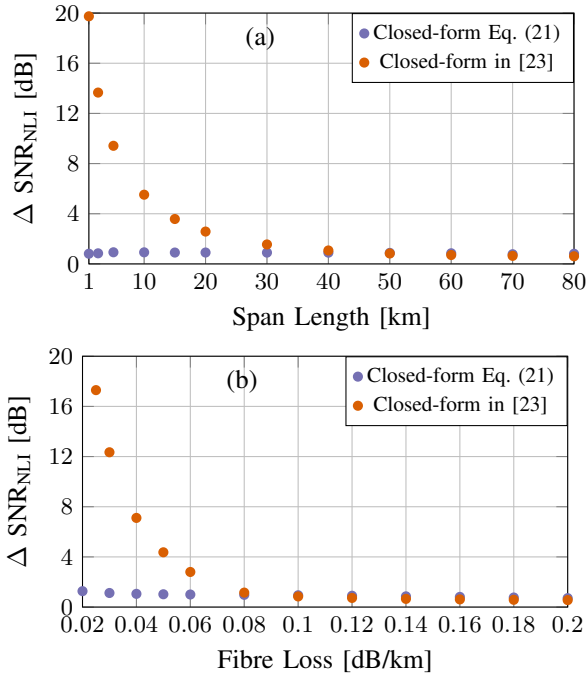 (a)
Closed-form Eq. (21)
Closed-form in [23]
Δ SNR_NLI [dB]
20
16
12
8
4
0
1 10 20 30 40 50 60 70 80
Span Length [km]
(b)
Closed-form Eq. (21)
Closed-form in [23]
Δ SNR_NLI [dB]
20
16
12
8
4
0
0.02 0.04 0.06 0.08 0.1 0.12 0.14 0.16 0.18 0.2
Fibre Loss [dB/km]